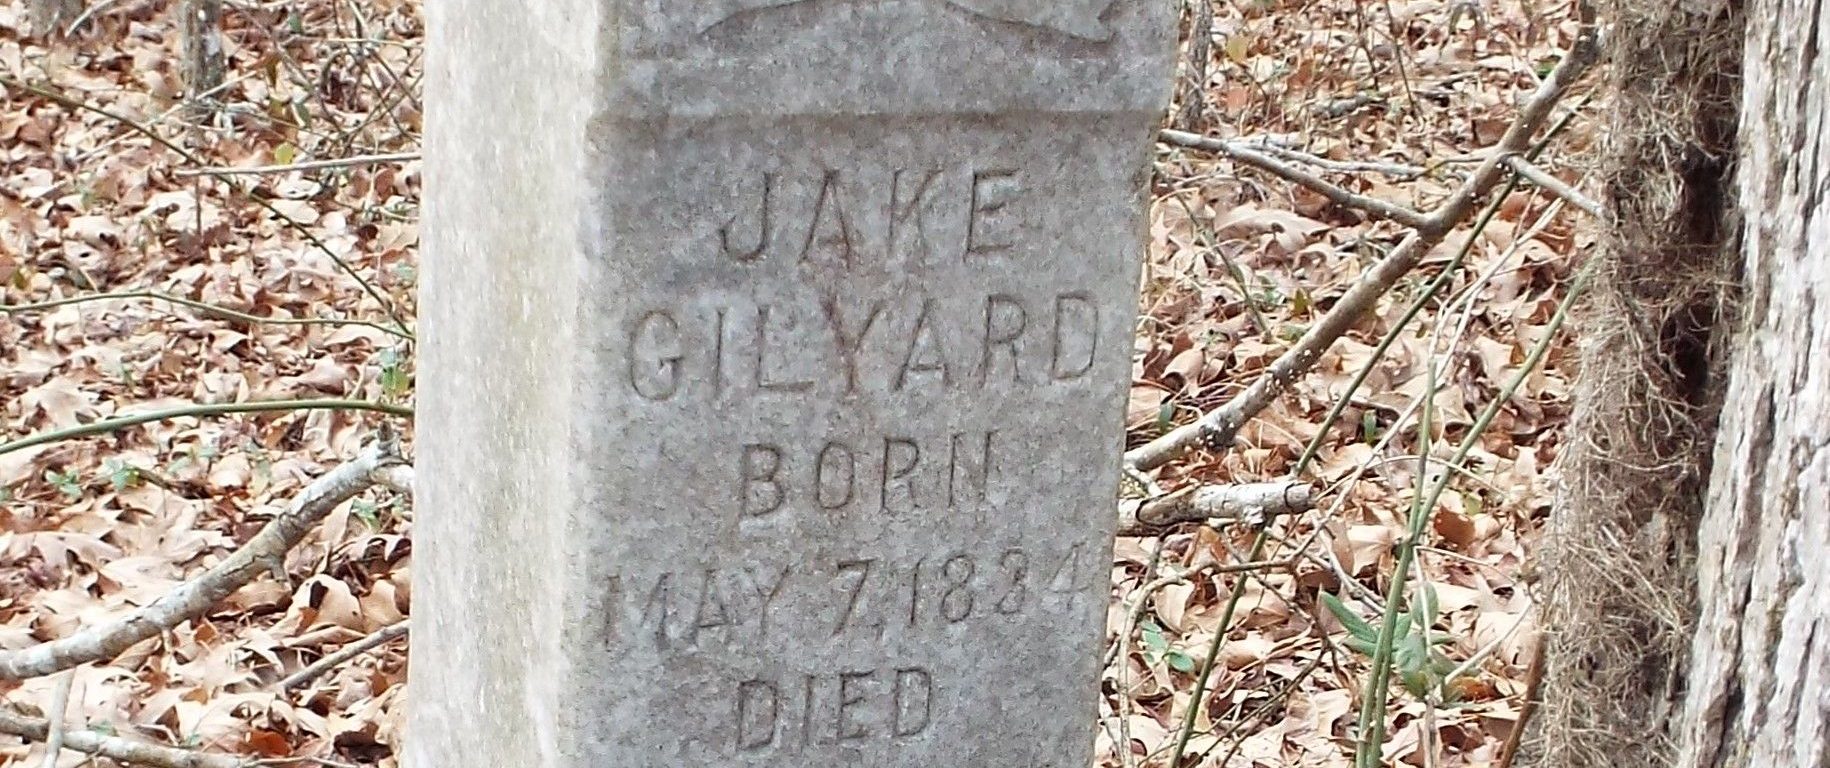 JAKE
GILYARD
BORN
MAY 7, 1834
DIED